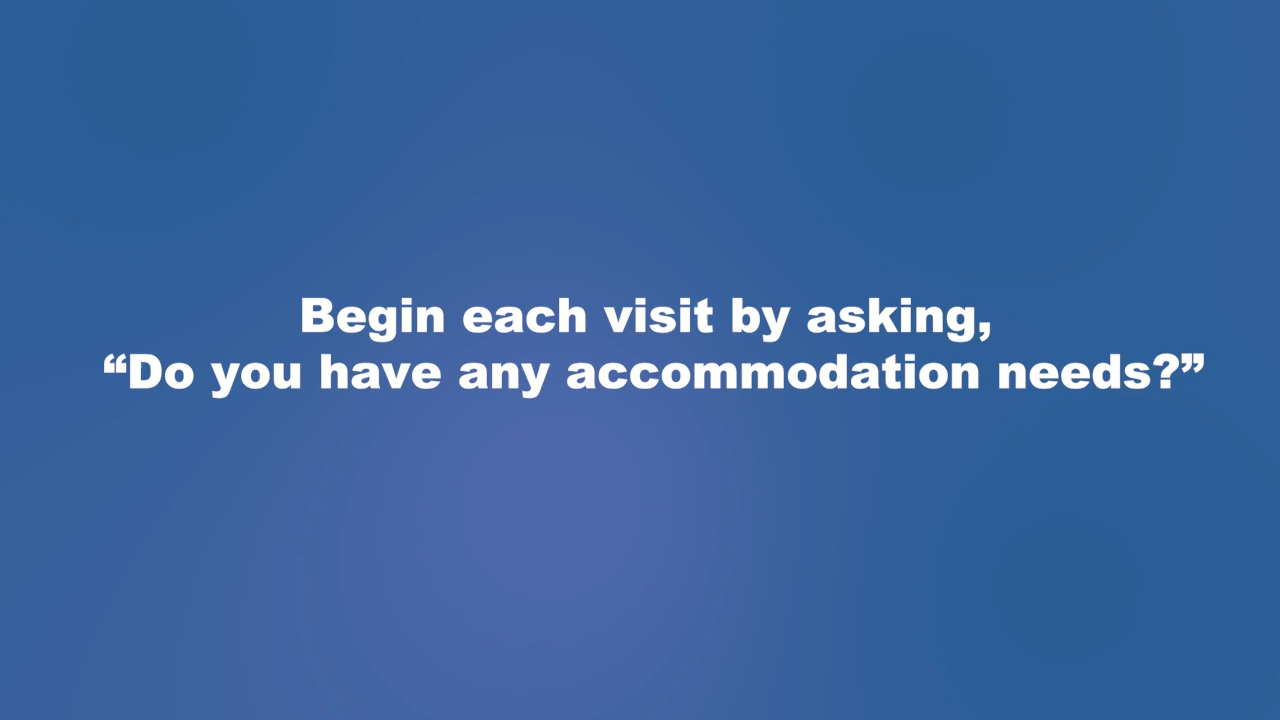 Begin each visit by asking,
“Do you have any accommodation needs?”